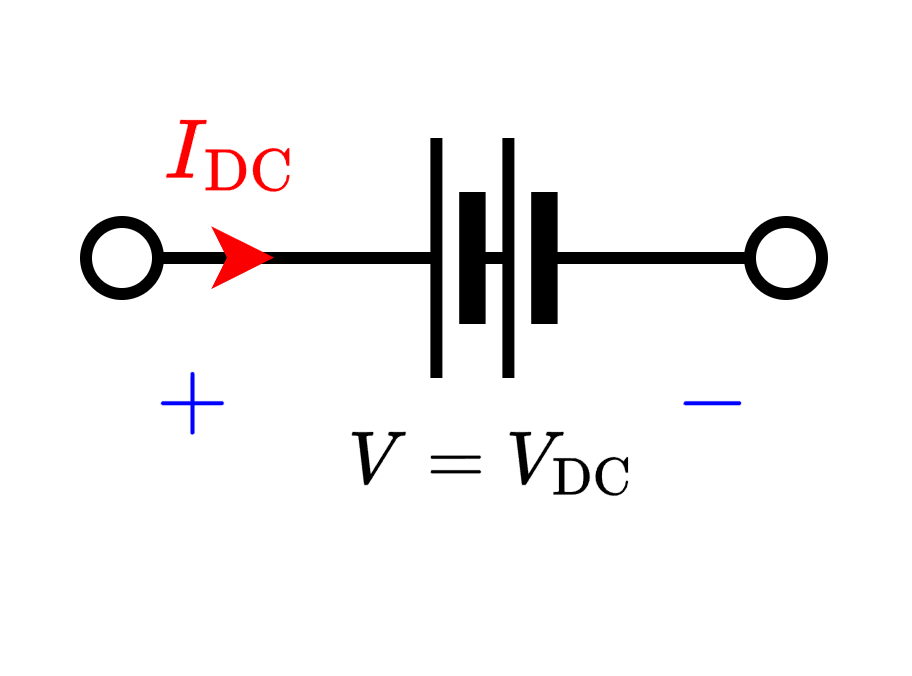 I_DC
+ −
V = V_DC